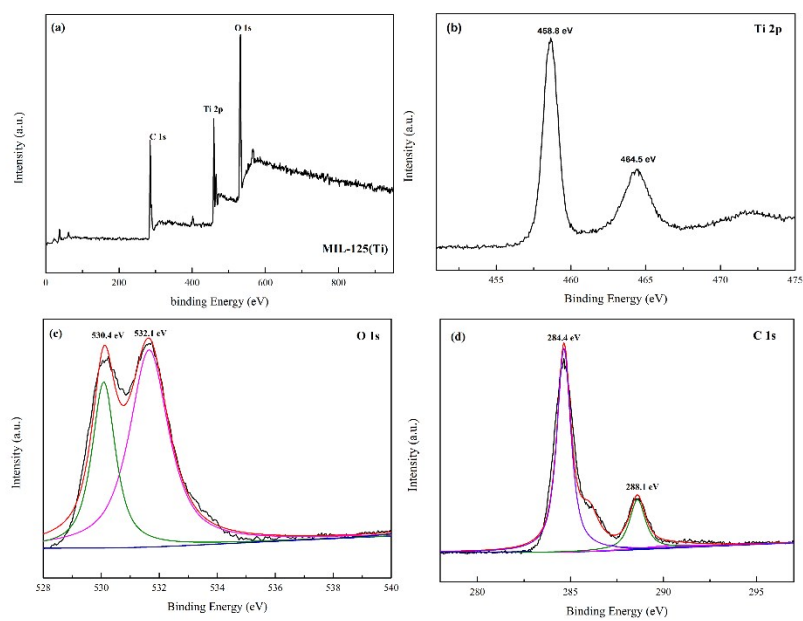 (a)
O 1s
Ti 2p
C 1s
MIL-125(Ti)
Intensity (a.u.)
0 200 400 600 800
binding Energy (eV)
(b)
Ti 2p
458.8 eV
464.5 eV
Intensity (a.u.)
455 460 465 470 475
Binding Energy (eV)
(c)
530.4 eV 532.1 eV
O 1s
Intensity (a.u.)
528 530 532 534 536 538 540
Binding Energy (eV)
(d)
284.4 eV
C 1s
288.1 eV
Intensity (a.u.)
280 285 290 295
Binding Energy (eV)